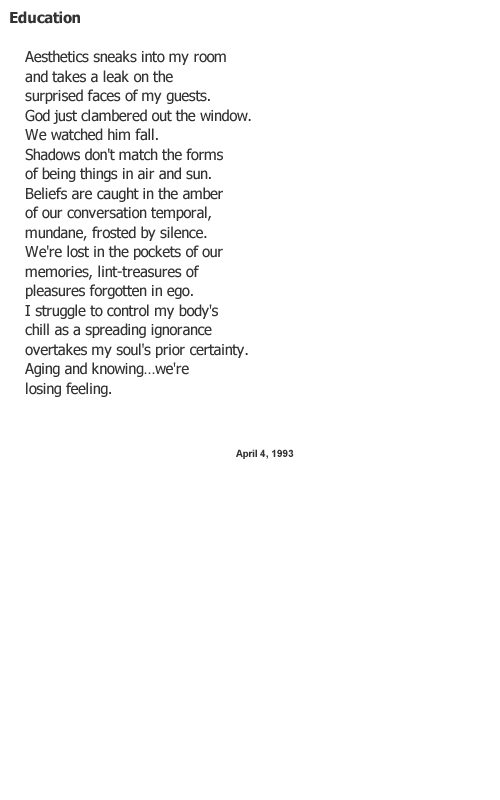 Education
Aesthetics sneaks into my room
and takes a leak on the
surprised faces of my guests.
God just clambered out the window.
We watched him fall.
Shadows don't match the forms
of being things in air and sun.
Beliefs are caught in the amber
of our conversation temporal,
mundane, frosted by silence.
We're lost in the pockets of our
memories, lint-treasures of
pleasures forgotten in ego.
I struggle to control my body's
chill as a spreading ignorance
overtakes my soul's prior certainty.
Aging and knowing...we're
losing feeling.
April 4, 1993